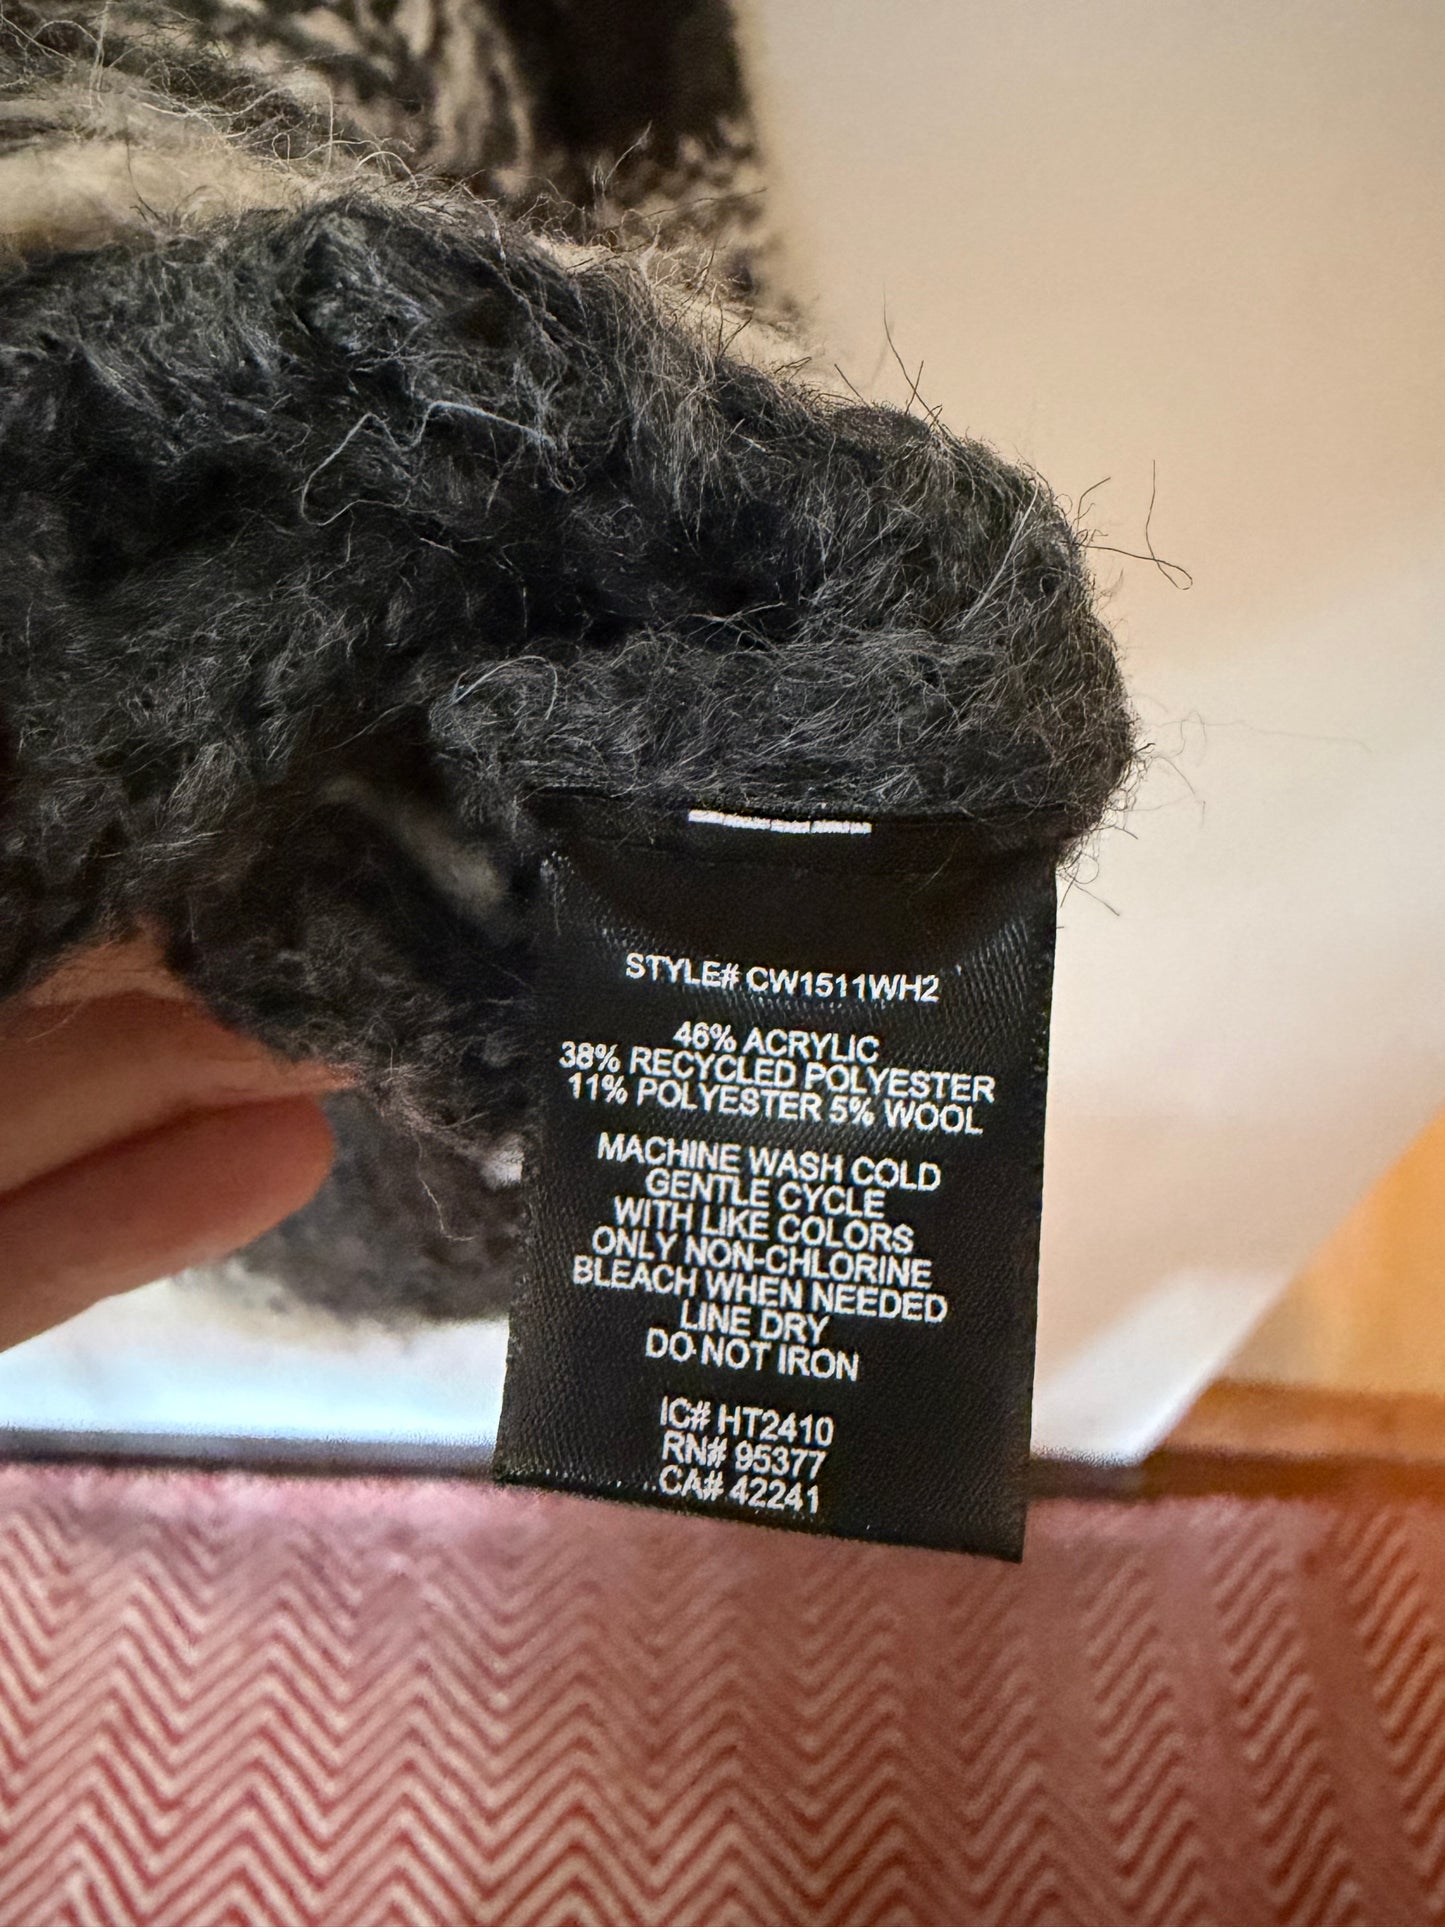 STYLE# CW1511WH2
46% ACRYLIC
38% RECYCLED POLYESTER
11% POLYESTER 5% WOOL
MACHINE WASH COLD
GENTLE CYCLE
WITH LIKE COLORS
ONLY NON-CHLORINE
BLEACH WHEN NEEDED
LINE DRY
DO NOT IRON
IC# HT2410
RN# 95377
CA# 42241